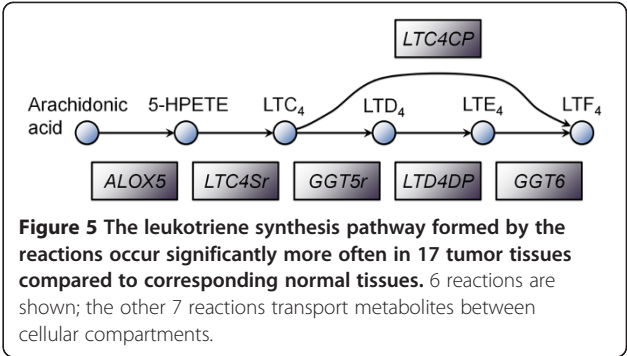 LTC4CP
Arachidonic acid 5-HPETE LTC₄ LTD₄ LTE₄ LTF₄
ALOX5 LTC4Sr GGT5r LTD4DP GGT6
Figure 5 The leukotriene synthesis pathway formed by the
reactions occur significantly more often in 17 tumor tissues
compared to corresponding normal tissues. 6 reactions are
shown; the other 7 reactions transport metabolites between
cellular compartments.